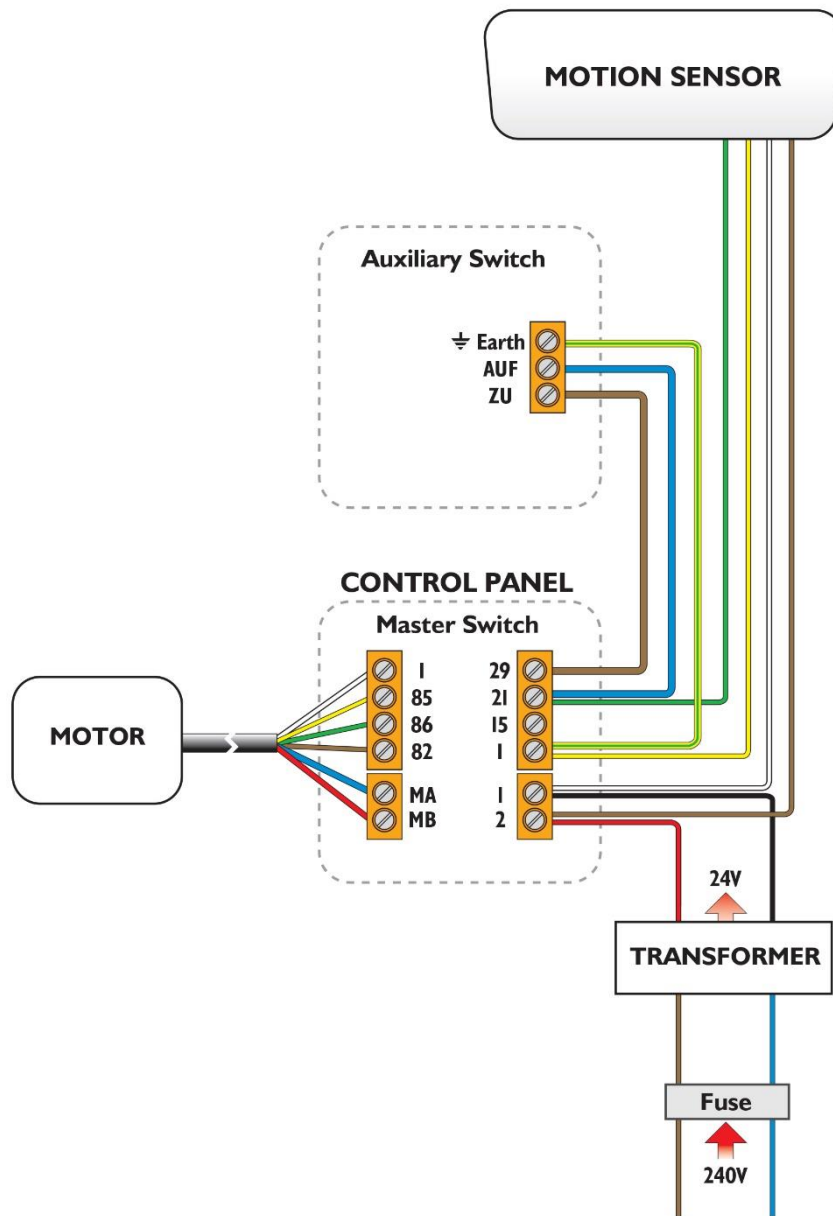 MOTION SENSOR
Auxiliary Switch
⏚ Earth
AUF
ZU
CONTROL PANEL
Master Switch
1 29
85 21
86 15
82 1
MOTOR
MA 1
MB 2
24V
TRANSFORMER
Fuse
240V